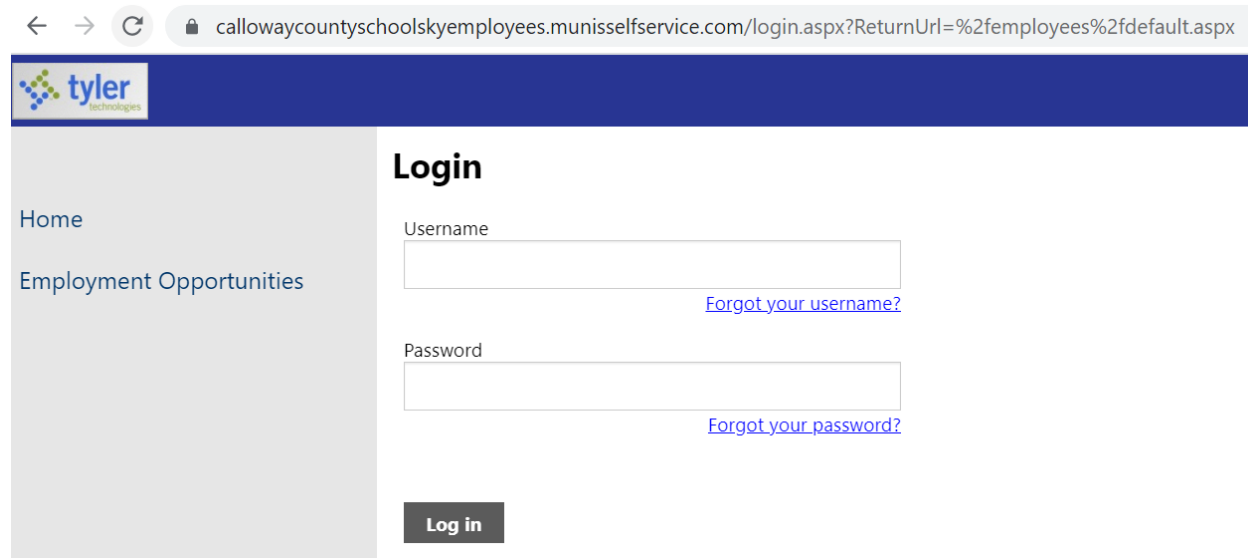 callowaycountyschoolskyemployees.munisselfservice.com/login.aspx?ReturnUrl=%2femployees%2fdefault.aspx
tyler
technologies
Login
Home
Employment Opportunities
Username
Forgot your username?
Password
Forgot your password?
Log in